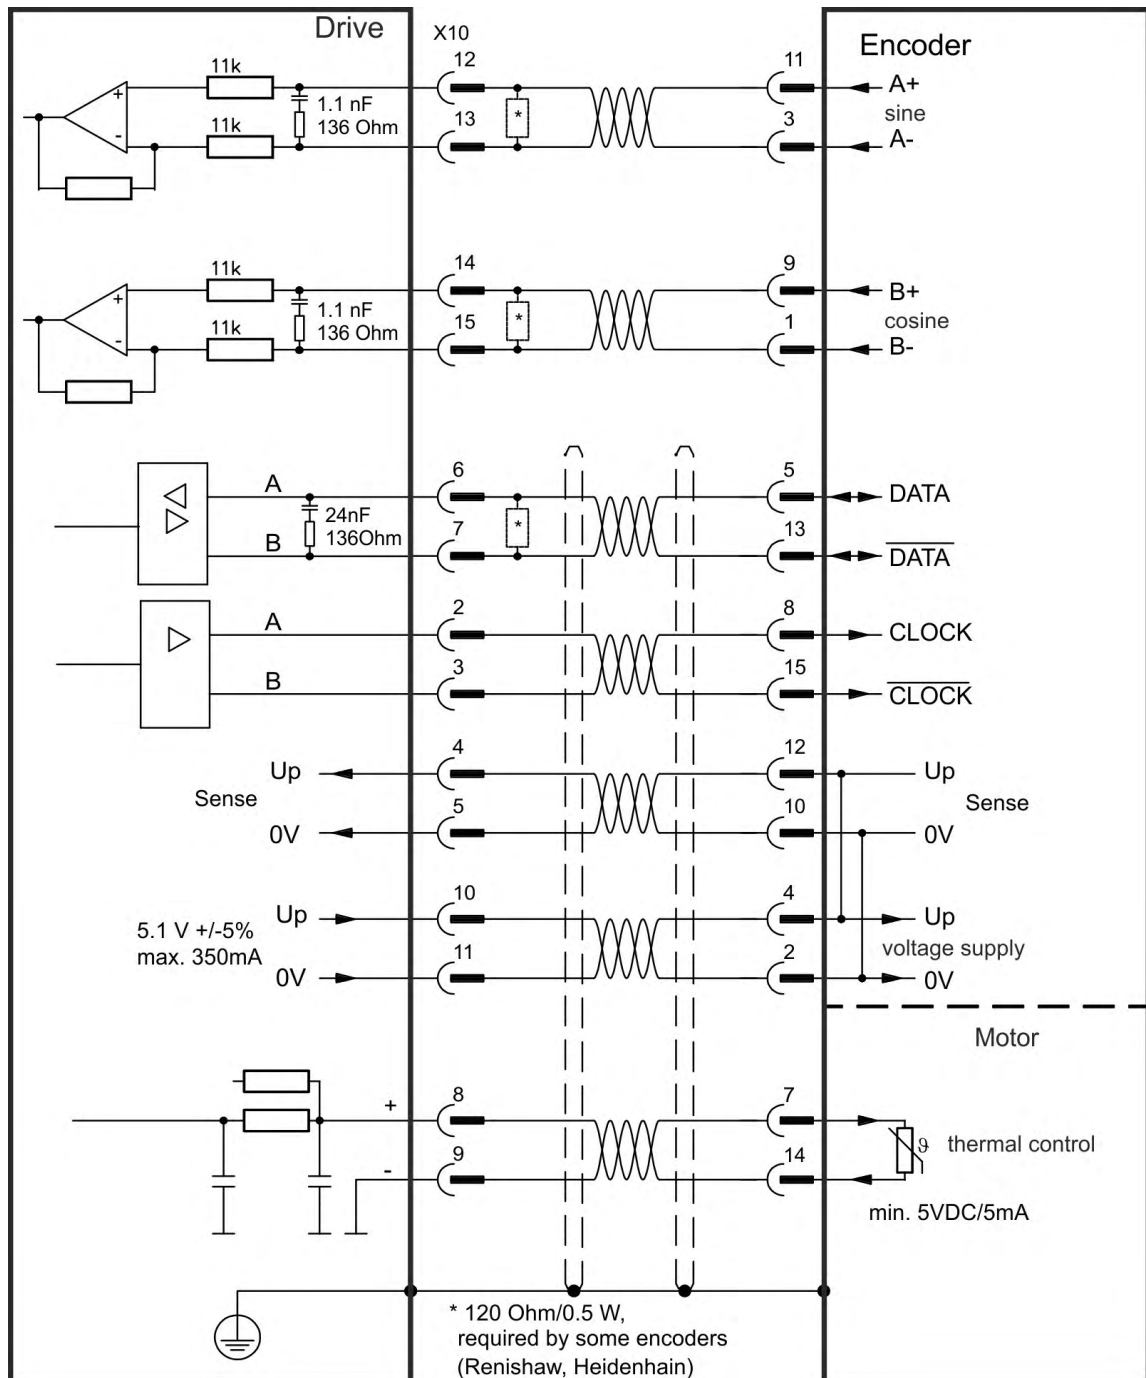 Drive
X10
Encoder
11k
12
11
A+
+
*
sine
1.1 nF
136 Ohm
11k
13
3
A-
-
11k
14
9
B+
+
*
cosine
1.1 nF
136 Ohm
11k
15
1
B-
-
A
6
5
DATA
24nF
136Ohm
*
B
7
13
DATA
A
2
8
CLOCK
B
3
15
CLOCK
Up
4
12
Up
Sense
Sense
0V
5
10
0V
Up
10
4
Up
5.1 V +/-5%
max. 350mA
voltage supply
0V
11
2
0V
Motor
+
8
7
ϑ thermal control
-
9
14
min. 5VDC/5mA
* 120 Ohm/0.5 W,
required by some encoders
(Renishaw, Heidenhain)